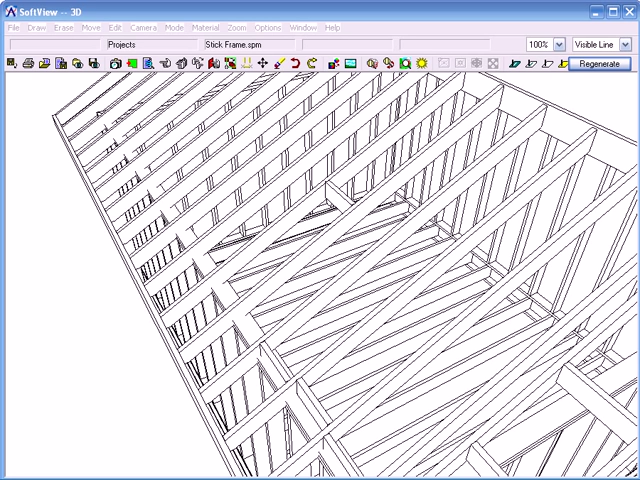 SoftView -- 3D
File Draw Erase Move Edit Camera Mode Material Zoom Options Window Help
Projects Stick Frame.spm 100% Visible Line
Regenerate